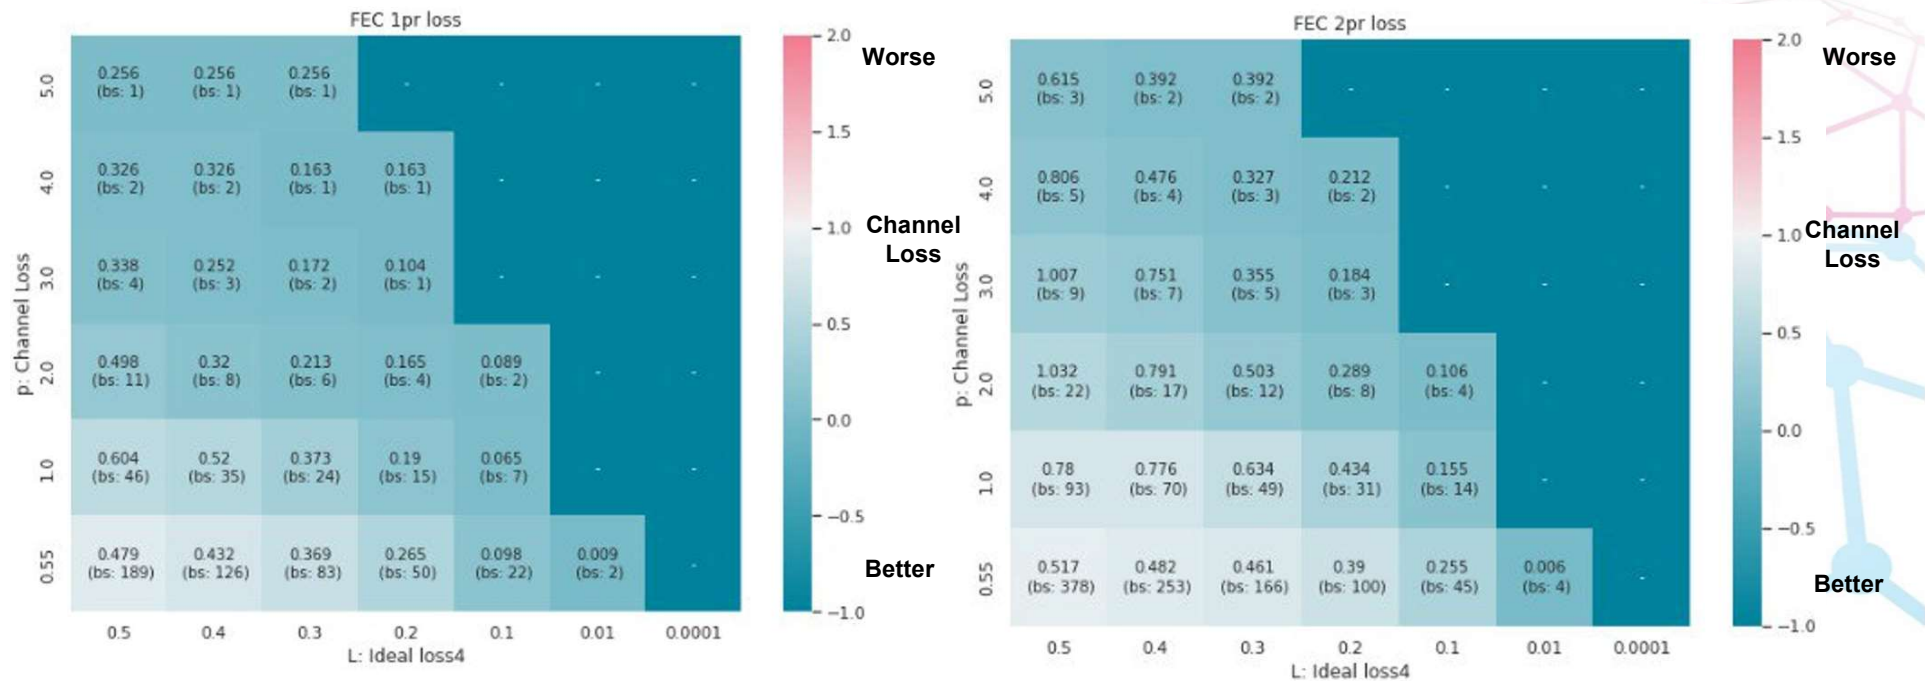 FEC 1pr loss
p: Channel Loss
5.0
0.256
(bs: 1)
0.256
(bs: 1)
0.256
(bs: 1)
-
-
-
-
4.0
0.326
(bs: 2)
0.326
(bs: 2)
0.163
(bs: 1)
0.163
(bs: 1)
-
-
-
3.0
0.338
(bs: 4)
0.252
(bs: 3)
0.172
(bs: 2)
0.104
(bs: 1)
-
-
-
2.0
0.498
(bs: 11)
0.32
(bs: 8)
0.213
(bs: 6)
0.165
(bs: 4)
0.089
(bs: 2)
-
-
1.0
0.604
(bs: 46)
0.52
(bs: 35)
0.373
(bs: 24)
0.19
(bs: 15)
0.065
(bs: 7)
-
-
0.55
0.479
(bs: 189)
0.432
(bs: 126)
0.369
(bs: 83)
0.265
(bs: 50)
0.098
(bs: 22)
0.009
(bs: 2)
-
0.5
0.4
0.3
0.2
0.1
0.01
0.0001
L: Ideal loss4
2.0
1.5
1.0
0.5
0.0
−0.5
−1.0
Worse
Channel
Loss
Better
FEC 2pr loss
p: Channel Loss
5.0
0.615
(bs: 3)
0.392
(bs: 2)
0.392
(bs: 2)
-
-
-
-
4.0
0.806
(bs: 5)
0.476
(bs: 4)
0.327
(bs: 3)
0.212
(bs: 2)
-
-
-
3.0
1.007
(bs: 9)
0.751
(bs: 7)
0.355
(bs: 5)
0.184
(bs: 3)
-
-
-
2.0
1.032
(bs: 22)
0.791
(bs: 17)
0.503
(bs: 12)
0.289
(bs: 8)
0.106
(bs: 4)
-
-
1.0
0.78
(bs: 93)
0.776
(bs: 70)
0.634
(bs: 49)
0.434
(bs: 31)
0.155
(bs: 14)
-
-
0.55
0.517
(bs: 378)
0.482
(bs: 253)
0.461
(bs: 166)
0.39
(bs: 100)
0.255
(bs: 45)
0.006
(bs: 4)
-
0.5
0.4
0.3
0.2
0.1
0.01
0.0001
L: Ideal loss4
2.0
1.5
1.0
0.5
0.0
−0.5
−1.0
Worse
Channel
Loss
Better